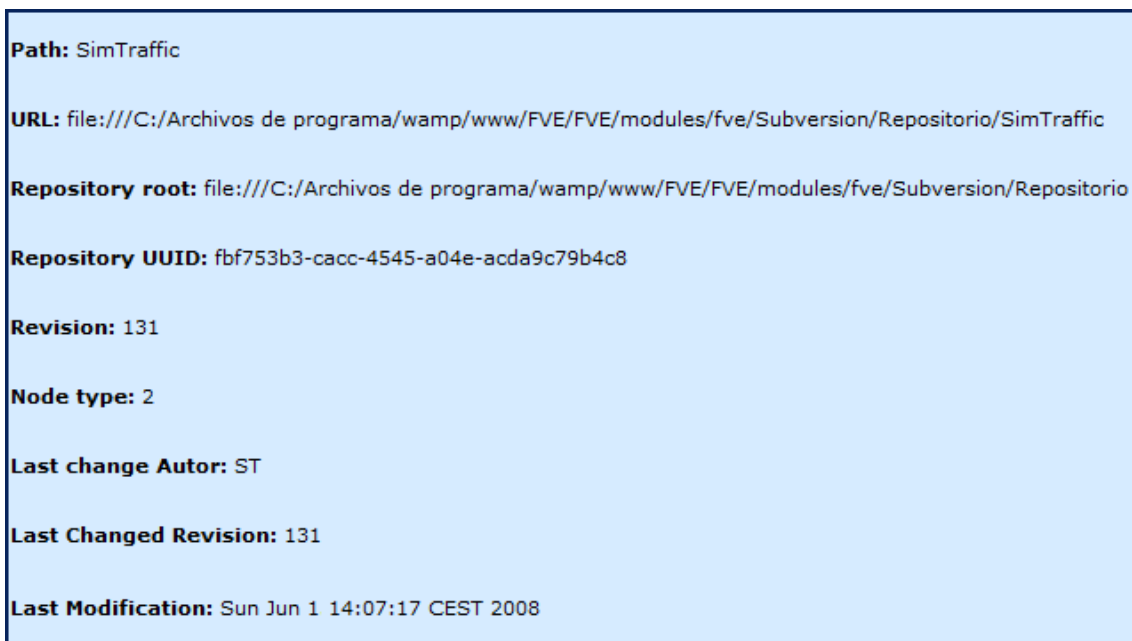 Path: SimTraffic
URL: file:///C:/Archivos de programa/wamp/www/FVE/FVE/modules/fve/Subversion/Repositorio/SimTraffic
Repository root: file:///C:/Archivos de programa/wamp/www/FVE/FVE/modules/fve/Subversion/Repositorio
Repository UUID: fbf753b3-cacc-4545-a04e-acda9c79b4c8
Revision: 131
Node type: 2
Last change Autor: ST
Last Changed Revision: 131
Last Modification: Sun Jun 1 14:07:17 CEST 2008